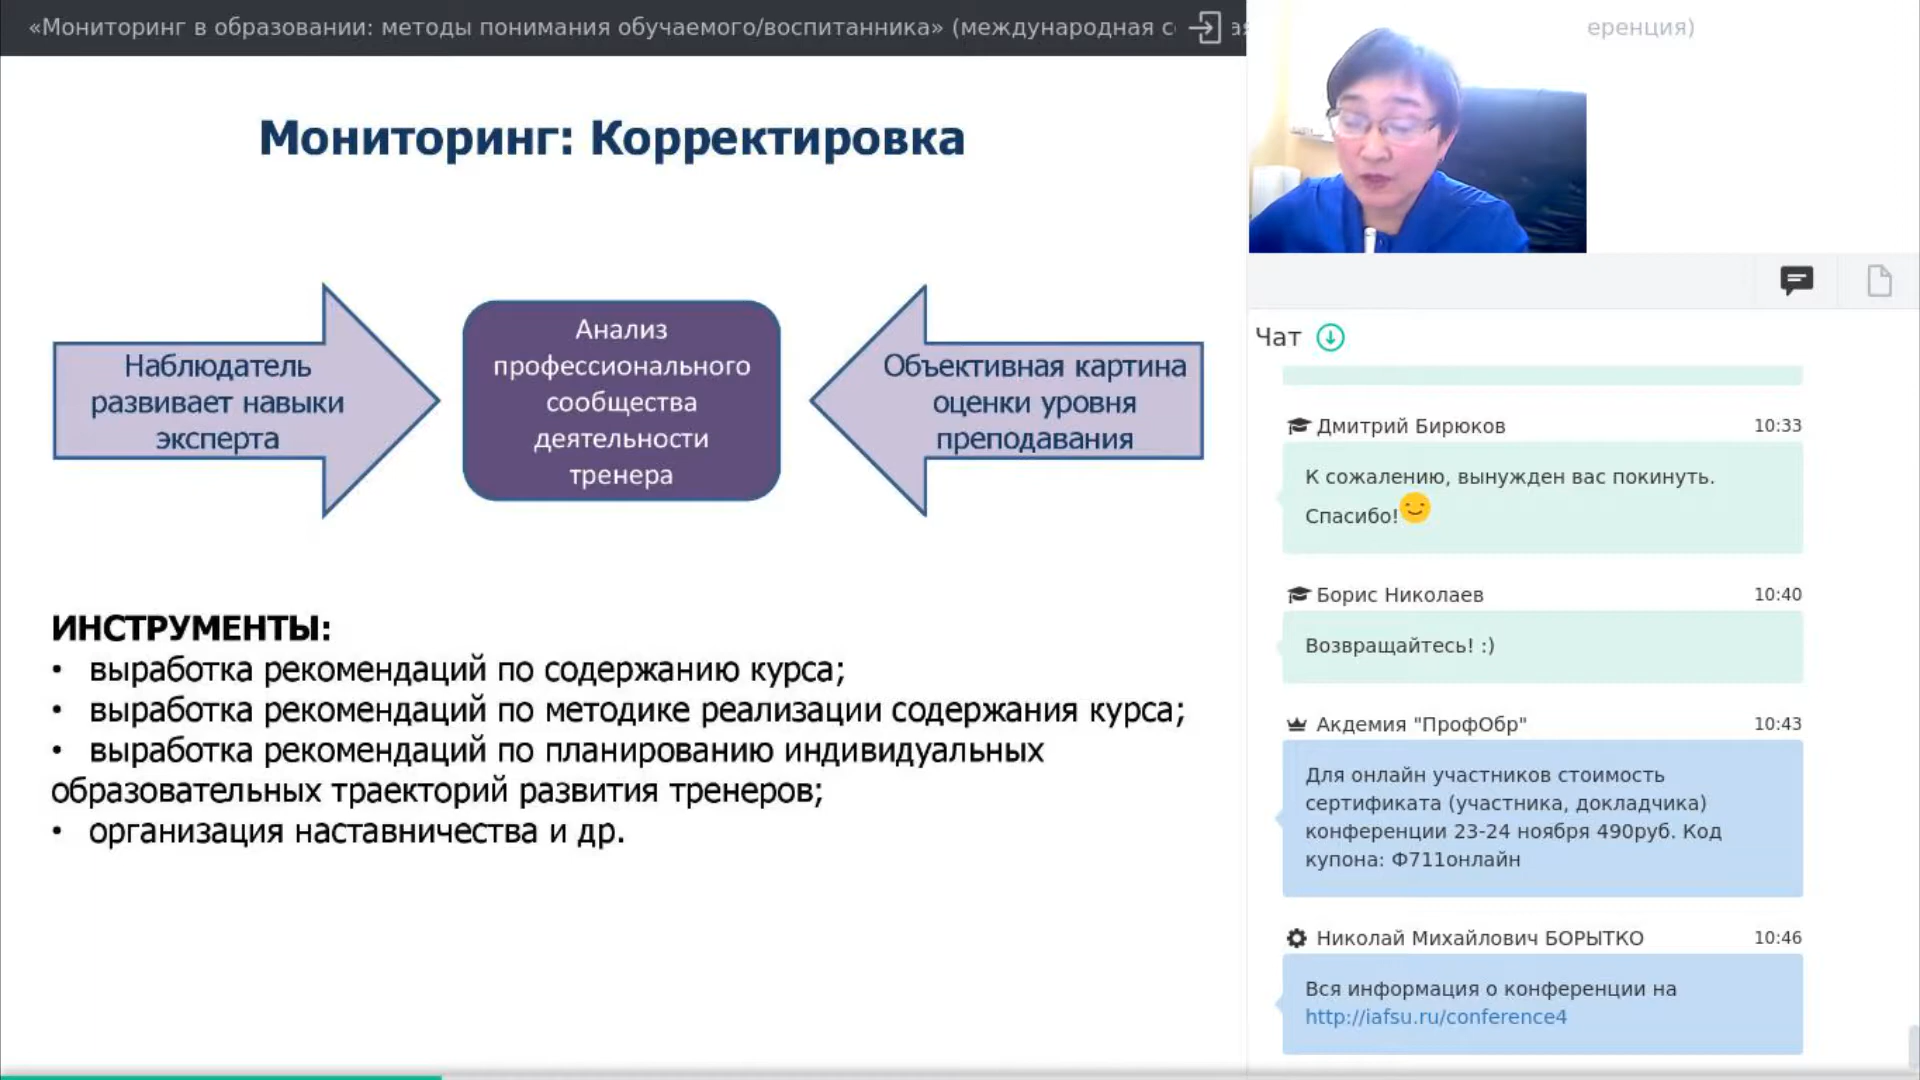 «Мониторинг в образовании: методы понимания обучаемого/воспитанника» (международная
еренция)
Мониторинг: Корректировка
Наблюдатель
развивает навыки
эксперта
Анализ
профессионального
сообщества
деятельности
тренера
Объективная картина
оценки уровня
преподавания
ИНСТРУМЕНТЫ:
• выработка рекомендаций по содержанию курса;
• выработка рекомендаций по методике реализации содержания курса;
• выработка рекомендаций по планированию индивидуальных
образовательных траекторий развития тренеров;
• организация наставничества и др.
Чат
Дмитрий Бирюков 10:33
К сожалению, вынужден вас покинуть.
Спасибо!
Борис Николаев 10:40
Возвращайтесь! :)
Акдемия "ПрофОбр" 10:43
Для онлайн участников стоимость
сертификата (участника, докладчика)
конференции 23-24 ноября 490руб. Код
купона: Ф711онлайн
Николай Михайлович БОРЫТКО 10:46
Вся информация о конференции на
http://iafsu.ru/conference4